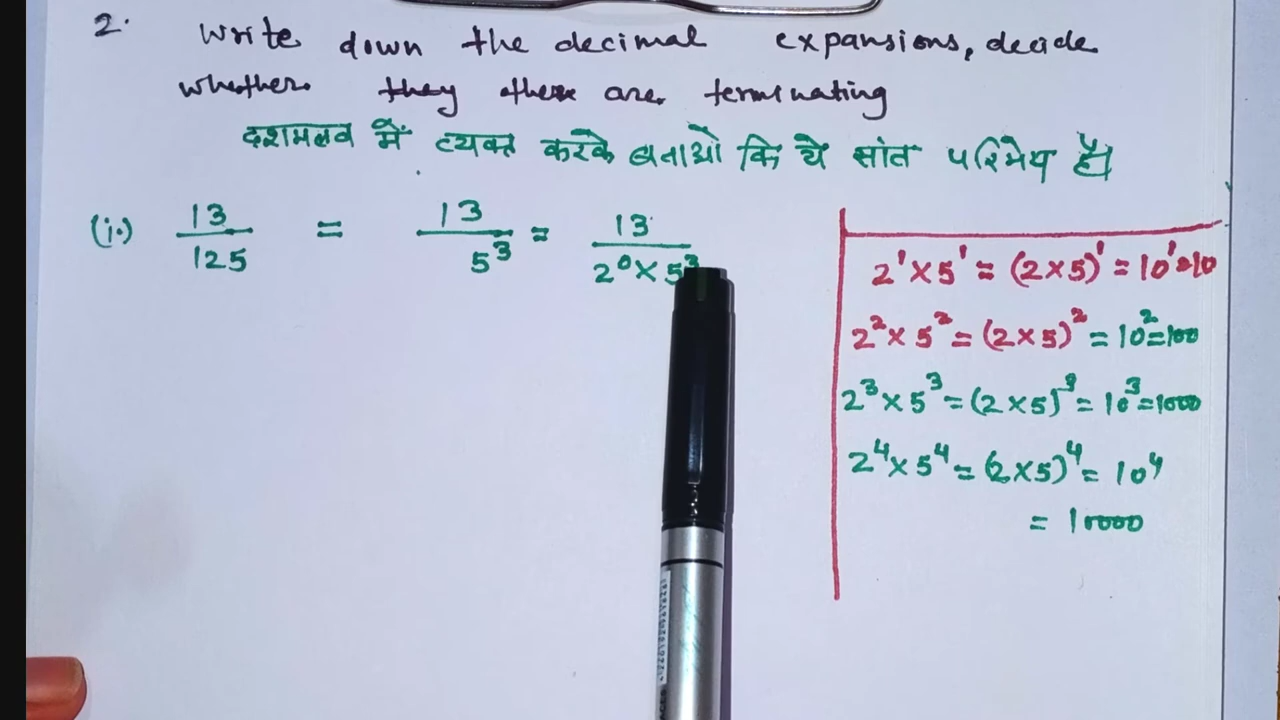 2. Write down the decimal expansions, decide
whether they these are terminating
दशमलव में व्यक्त करके बताओ कि ये सांत परिमेय हैं।
(i.) 13/125 = 13/5³ = 13/2⁰×5³
2¹×5¹ = (2×5)¹ = 10¹=10
2²×5² = (2×5)² = 10²=100
2³×5³ = (2×5)³ = 10³=1000
2⁴×5⁴ = (2×5)⁴ = 10⁴
= 10000